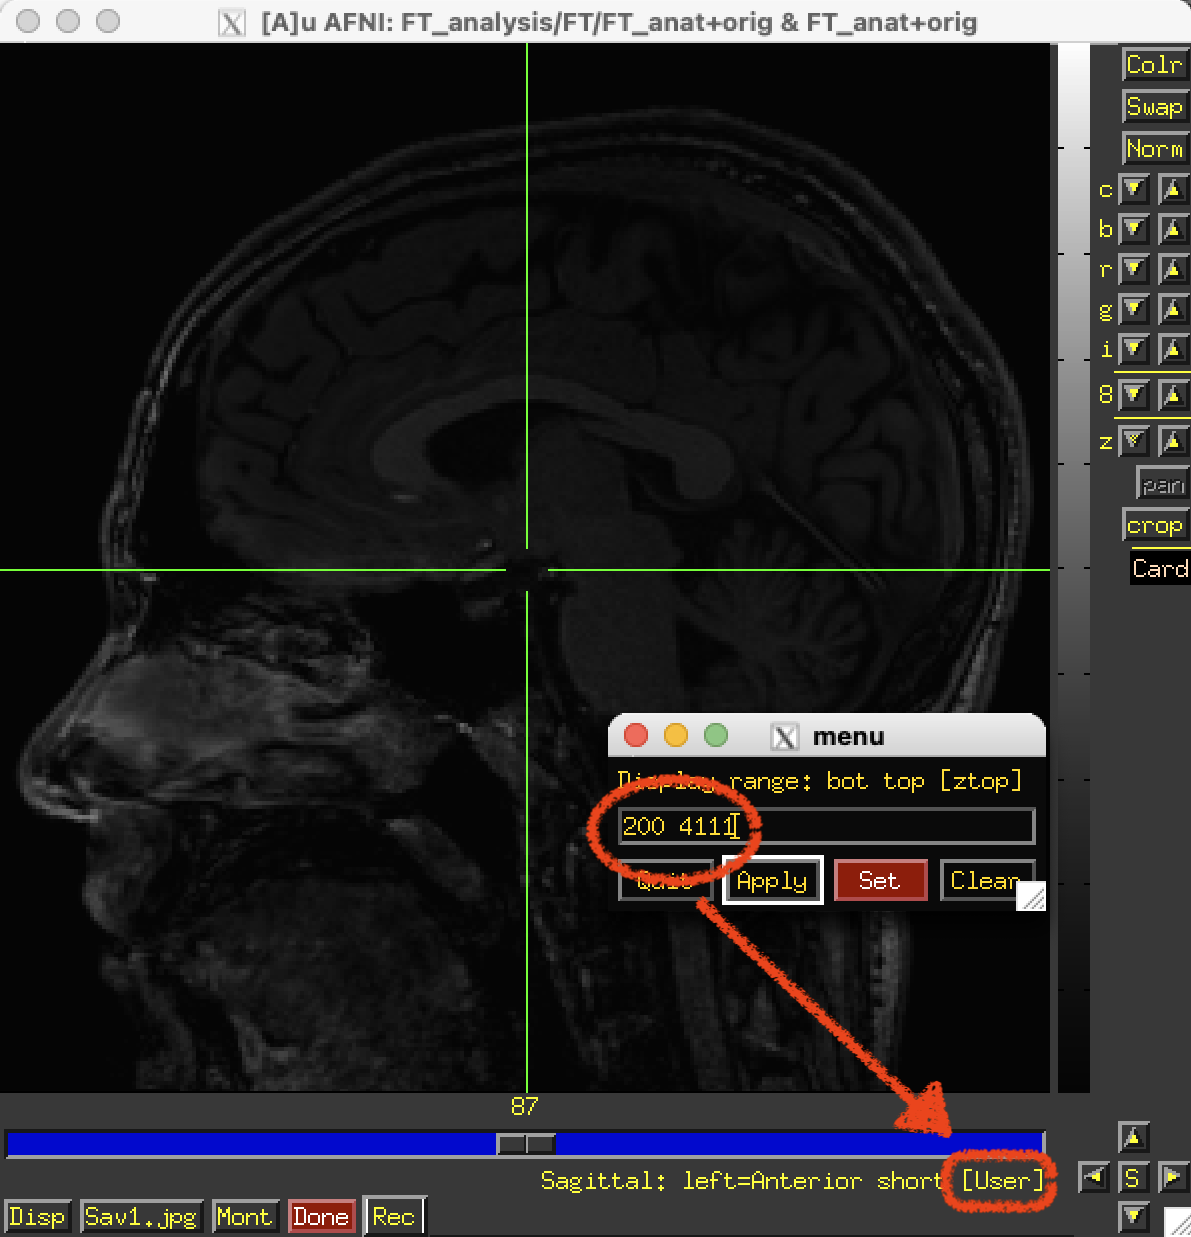 [A]u AFNI: FT_analysis/FT/FT_anat+orig & FT_anat+orig
Colr
Swap
Norm
c
b
r
g
i
8
z
pan
crop
Card
menu
Display range: bot top [ztop]
200 4111
Quit Apply Set Clear
87
Sagittal: left=Anterior short [User]
S
Disp Sav1.jpg Mont Done Rec